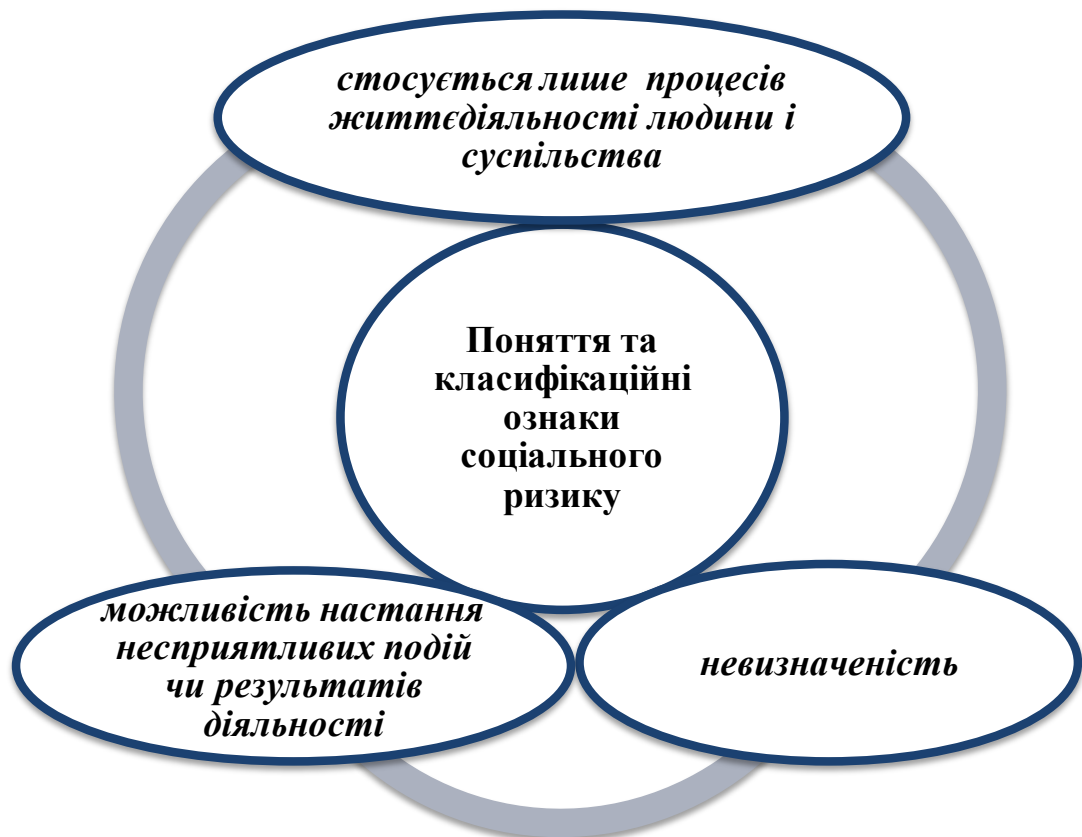 стосується лише процесів
життєдіяльності людини і
суспільства
Поняття та
класифікаційні
ознаки
соціального
ризику
можливість настання
несприятливих подій
чи результатів
діяльності
невизначеність